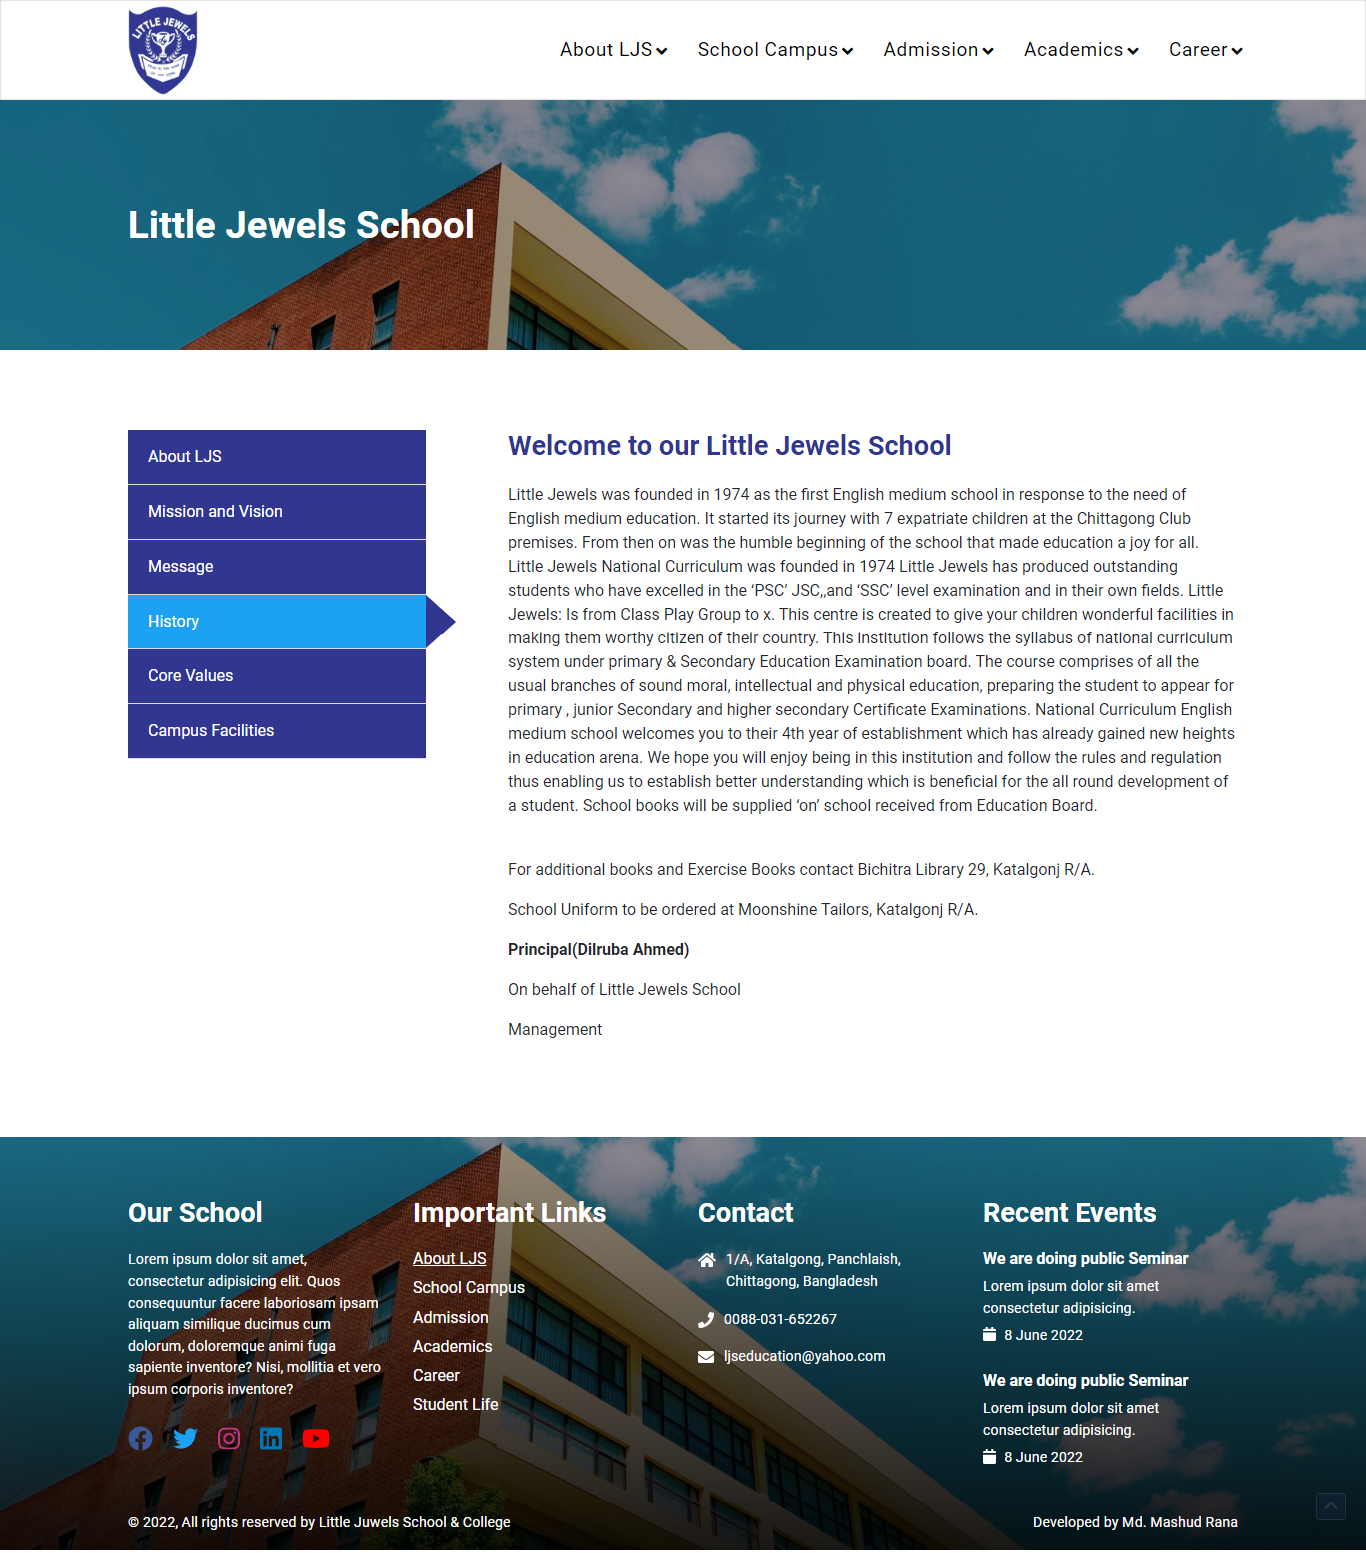 LITTLE JEWELS
About LJS
School Campus
Admission
Academics
Career
Little Jewels School
About LJS
Mission and Vision
Message
History
Core Values
Campus Facilities
Welcome to our Little Jewels School
Little Jewels was founded in 1974 as the first English medium school in response to the need of
English medium education. It started its journey with 7 expatriate children at the Chittagong Club
premises. From then on was the humble beginning of the school that made education a joy for all.
Little Jewels National Curriculum was founded in 1974 Little Jewels has produced outstanding
students who have excelled in the ‘PSC’ JSC,,and ‘SSC’ level examination and in their own fields. Little
Jewels: Is from Class Play Group to x. This centre is created to give your children wonderful facilities in
making them worthy citizen of their country. This institution follows the syllabus of national curriculum
system under primary & Secondary Education Examination board. The course comprises of all the
usual branches of sound moral, intellectual and physical education, preparing the student to appear for
primary , junior Secondary and higher secondary Certificate Examinations. National Curriculum English
medium school welcomes you to their 4th year of establishment which has already gained new heights
in education arena. We hope you will enjoy being in this institution and follow the rules and regulation
thus enabling us to establish better understanding which is beneficial for the all round development of
a student. School books will be supplied ‘on’ school received from Education Board.
For additional books and Exercise Books contact Bichitra Library 29, Katalgonj R/A.
School Uniform to be ordered at Moonshine Tailors, Katalgonj R/A.
Principal(Dilruba Ahmed)
On behalf of Little Jewels School
Management
Our School
Lorem ipsum dolor sit amet,
consectetur adipisicing elit. Quos
consequuntur facere laboriosam ipsam
aliquam similique ducimus cum
dolorum, doloremque animi fuga
sapiente inventore? Nisi, mollitia et vero
ipsum corporis inventore?
Important Links
About LJS
School Campus
Admission
Academics
Career
Student Life
Contact
1/A, Katalgong, Panchlaish,
Chittagong, Bangladesh
0088-031-652267
ljseducation@yahoo.com
Recent Events
We are doing public Seminar
Lorem ipsum dolor sit amet
consectetur adipisicing.
8 June 2022
We are doing public Seminar
Lorem ipsum dolor sit amet
consectetur adipisicing.
8 June 2022
© 2022, All rights reserved by Little Juwels School & College
Developed by Md. Mashud Rana